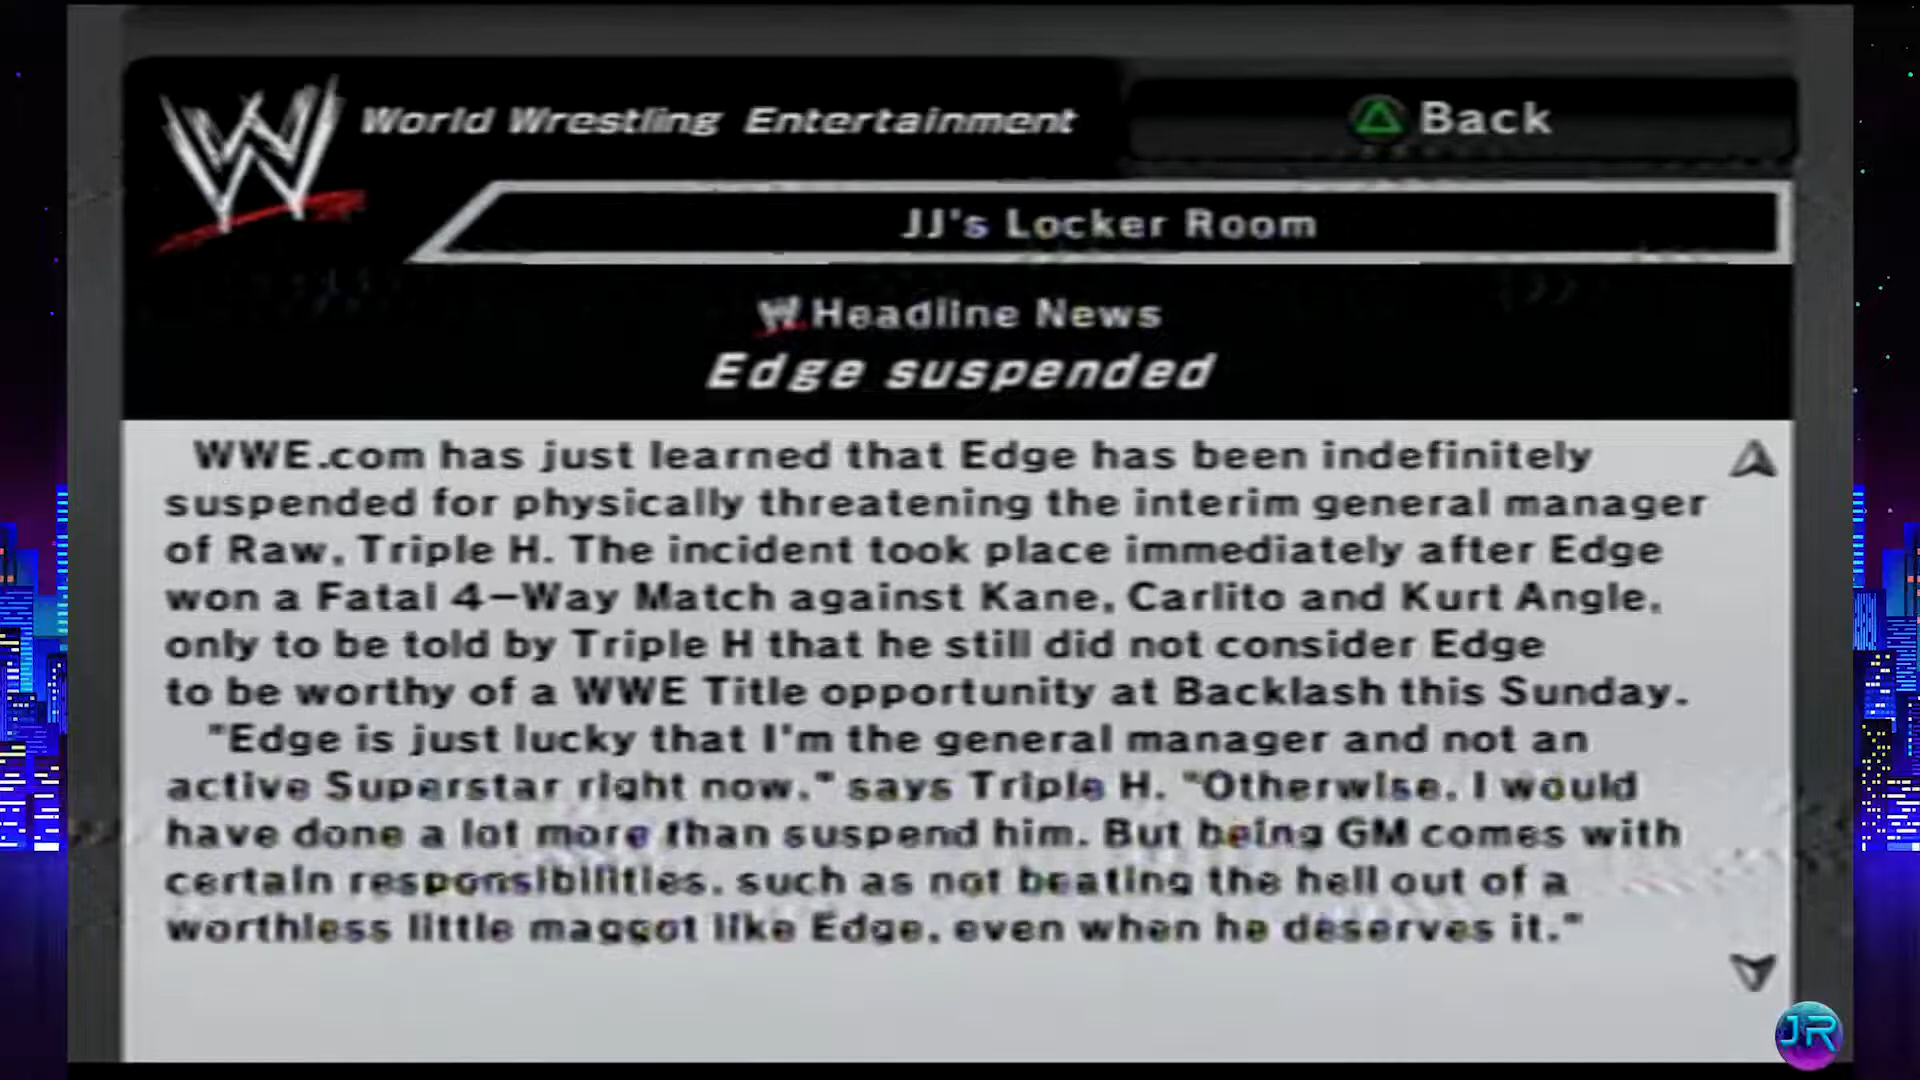 World Wrestling Entertainment
Back
JJ's Locker Room
W Headline News
Edge suspended
WWE.com has just learned that Edge has been indefinitely
suspended for physically threatening the interim general manager
of Raw, Triple H. The incident took place immediately after Edge
won a Fatal 4-Way Match against Kane, Carlito and Kurt Angle,
only to be told by Triple H that he still did not consider Edge
to be worthy of a WWE Title opportunity at Backlash this Sunday.
"Edge is just lucky that I'm the general manager and not an
active Superstar right now," says Triple H. "Otherwise, I would
have done a lot more than suspend him. But being GM comes with
certain responsibilities, such as not beating the hell out of a
worthless little maggot like Edge, even when he deserves it."
JR